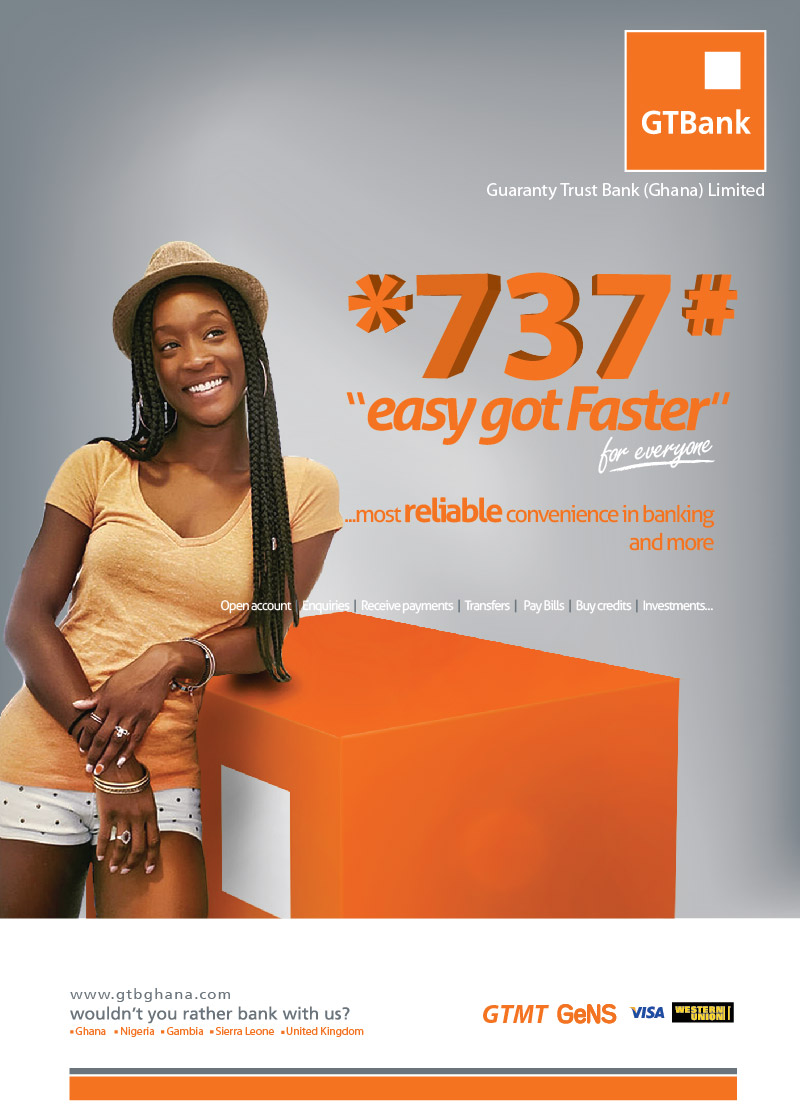 GTBank
Guaranty Trust Bank (Ghana) Limited
*737#
"easy got Faster"
for everyone
...most reliable convenience in banking
and more
Open account | Enquiries | Receive payments | Transfers | Pay Bills | Buy credits | Investments...
www.gtbghana.com
wouldn't you rather bank with us?
▪Ghana ▪Nigeria ▪Gambia ▪Sierra Leone ▪United Kingdom
GTMT GeNS VISA WESTERN
UNION